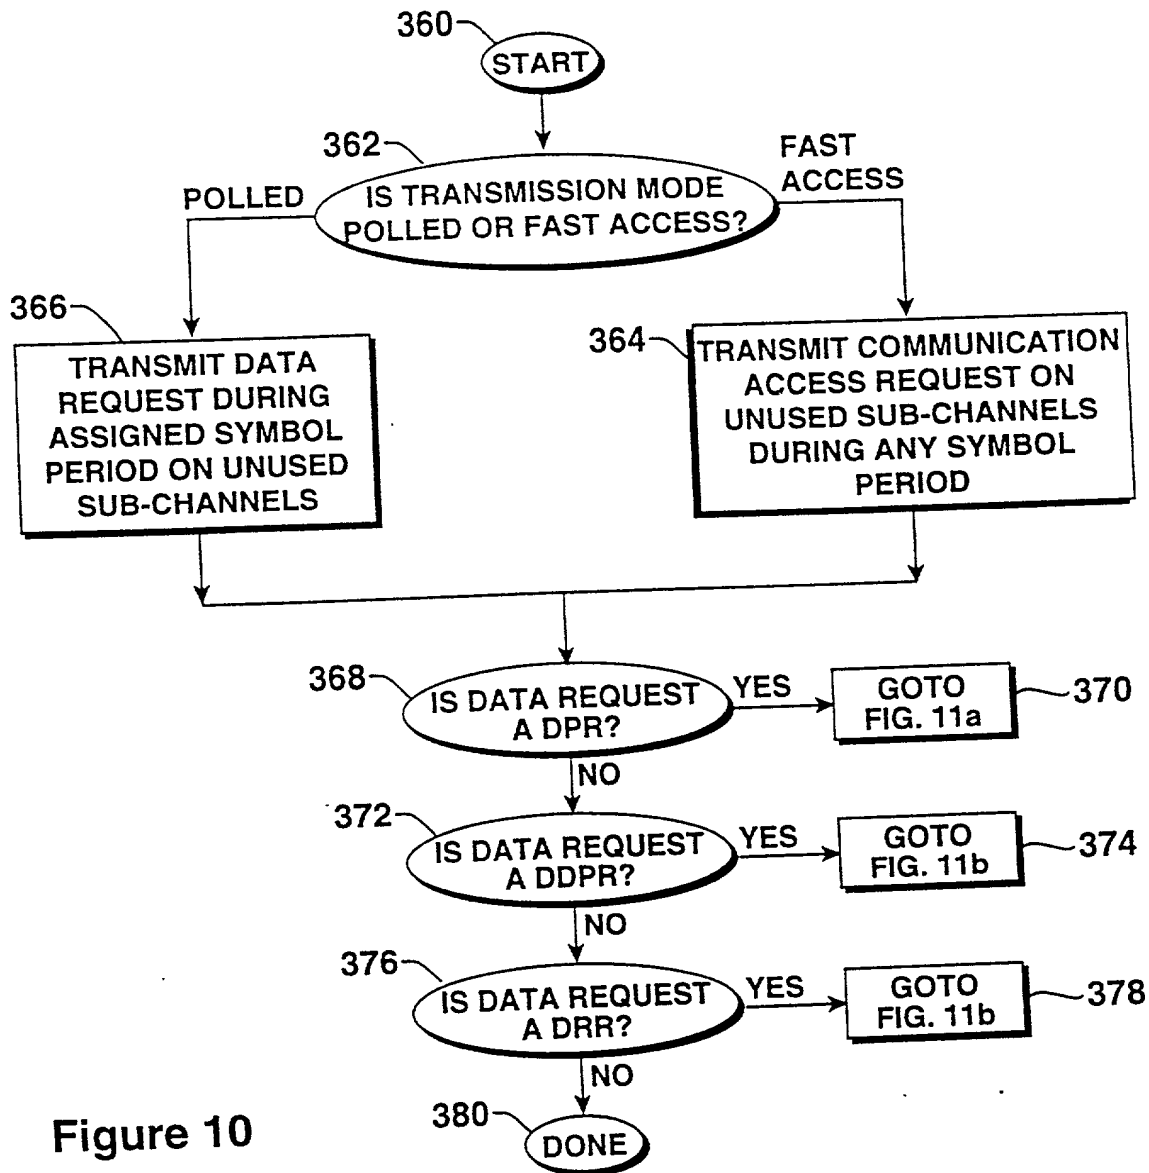 360
START
362
IS TRANSMISSION MODE
POLLED OR FAST ACCESS?
POLLED
FAST
ACCESS
366
TRANSMIT DATA
REQUEST DURING
ASSIGNED SYMBOL
PERIOD ON UNUSED
SUB-CHANNELS
364
TRANSMIT COMMUNICATION
ACCESS REQUEST ON
UNUSED SUB-CHANNELS
DURING ANY SYMBOL
PERIOD
368
IS DATA REQUEST
A DPR?
YES
GOTO
FIG. 11a
370
NO
372
IS DATA REQUEST
A DDPR?
YES
GOTO
FIG. 11b
374
NO
376
IS DATA REQUEST
A DRR?
YES
GOTO
FIG. 11b
378
NO
380
DONE
Figure 10